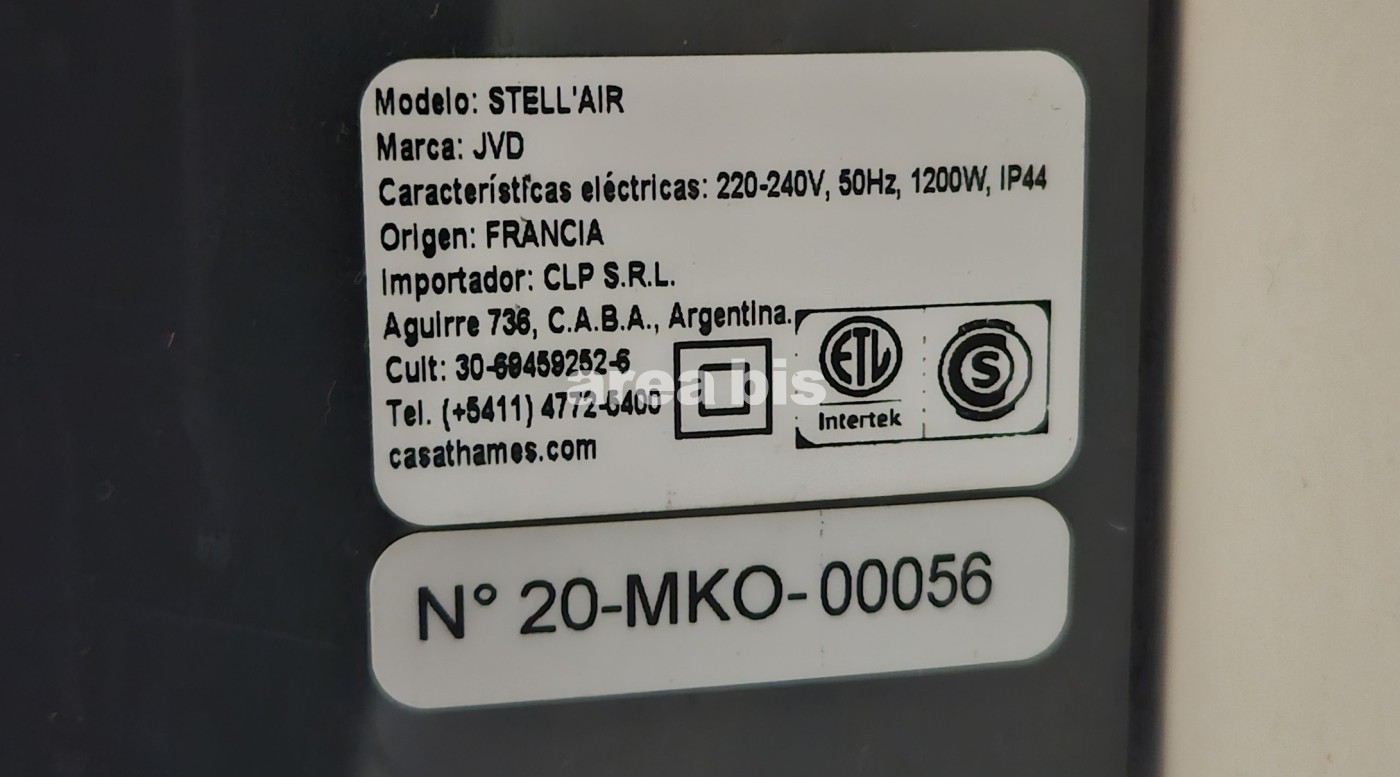 Modelo: STELL'AIR
Marca: JVD
Características eléctricas: 220-240V, 50Hz, 1200W, IP44
Origen: FRANCIA
Importador: CLP S.R.L.
Aguirre 736, C.A.B.A., Argentina.
Cuit: 30-69459252-6
Tel. (+5411) 4772-6400
casathames.com
ETL
Intertek
S
area bis
N° 20-MKO-00056